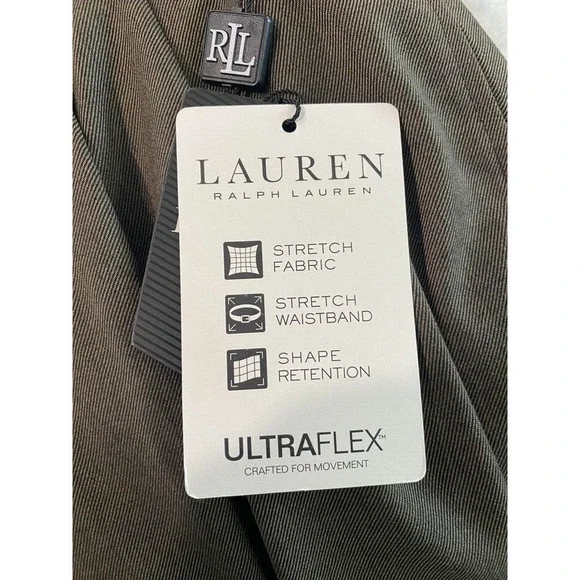 RLL
LAUREN
RALPH LAUREN
STRETCH
FABRIC
STRETCH
WAISTBAND
SHAPE
RETENTION
ULTRAFLEX™
CRAFTED FOR MOVEMENT